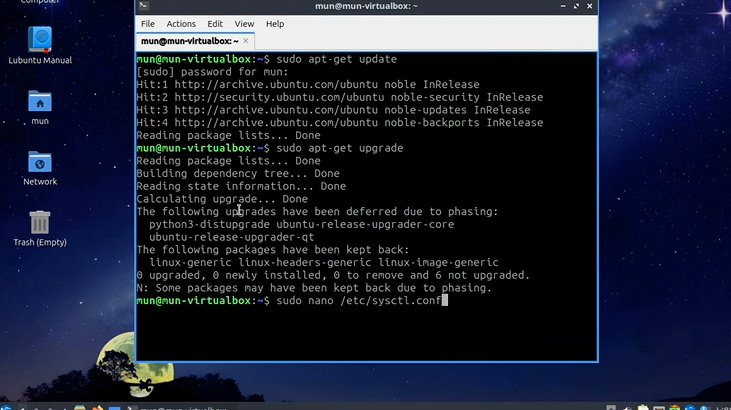 Computer
mun@mun-virtualbox: ~
File Actions Edit View Help
mun@mun-virtualbox: ~ ×
Lubuntu Manual
mun
Network
Trash (Empty)
mun@mun-virtualbox:~$ sudo apt-get update
[sudo] password for mun:
Hit:1 http://archive.ubuntu.com/ubuntu noble InRelease
Hit:2 http://security.ubuntu.com/ubuntu noble-security InRelease
Hit:3 http://archive.ubuntu.com/ubuntu noble-updates InRelease
Hit:4 http://archive.ubuntu.com/ubuntu noble-backports InRelease
Reading package lists... Done
mun@mun-virtualbox:~$ sudo apt-get upgrade
Reading package lists... Done
Building dependency tree... Done
Reading state information... Done
Calculating upgrade... Done
The following upgrades have been deferred due to phasing:
python3-distupgrade ubuntu-release-upgrader-core
ubuntu-release-upgrader-qt
The following packages have been kept back:
linux-generic linux-headers-generic linux-image-generic
0 upgraded, 0 newly installed, 0 to remove and 6 not upgraded.
N: Some packages may have been kept back due to phasing.
mun@mun-virtualbox:~$ sudo nano /etc/sysctl.conf